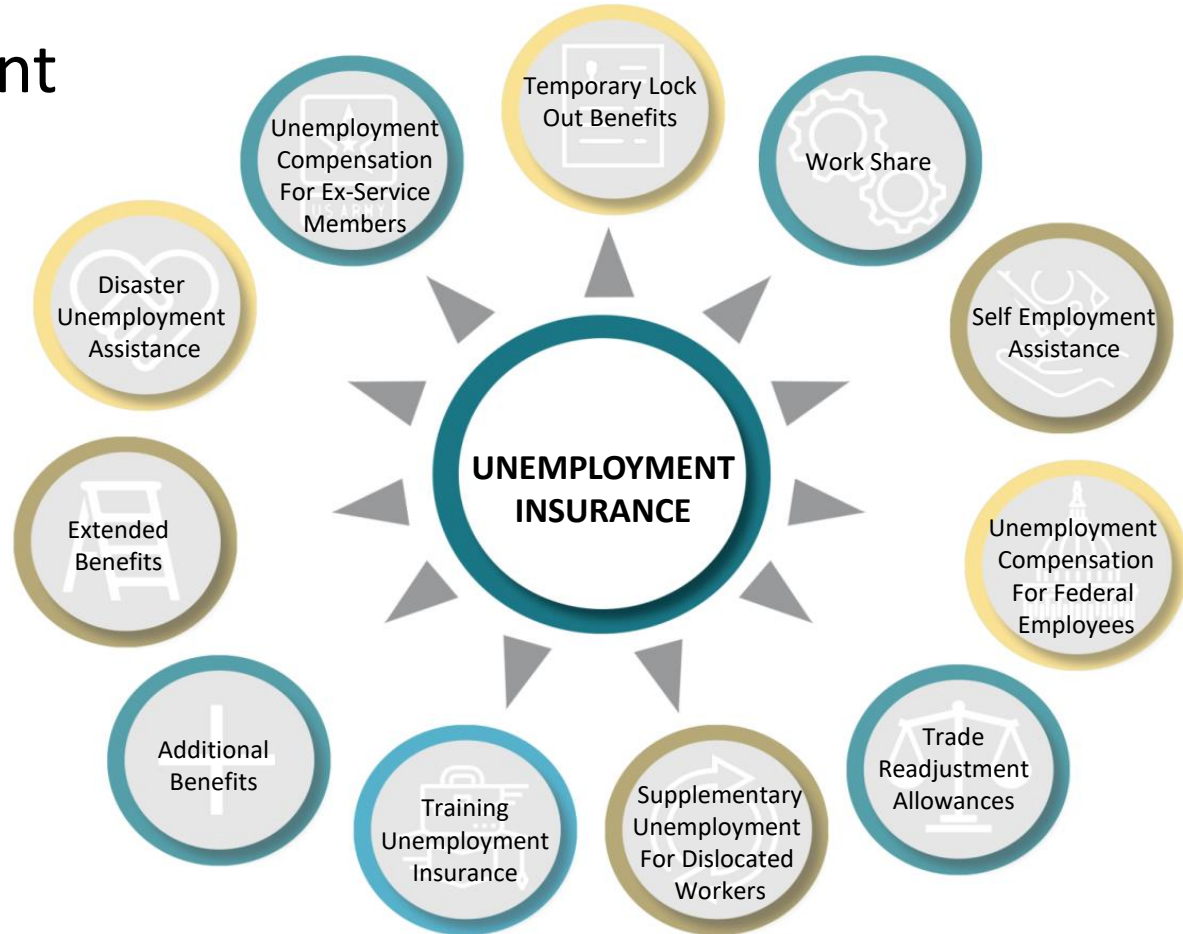 nt
Temporary Lock
Out Benefits
Unemployment
Compensation
For Ex-Service
Members
US ARMY
Work Share
Disaster
Unemployment
Assistance
Self Employment
Assistance
UNEMPLOYMENT
INSURANCE
Extended
Benefits
Unemployment
Compensation
For Federal
Employees
Additional
Benefits
Trade
Readjustment
Allowances
Training
Unemployment
Insurance
Supplementary
Unemployment
For Dislocated
Workers